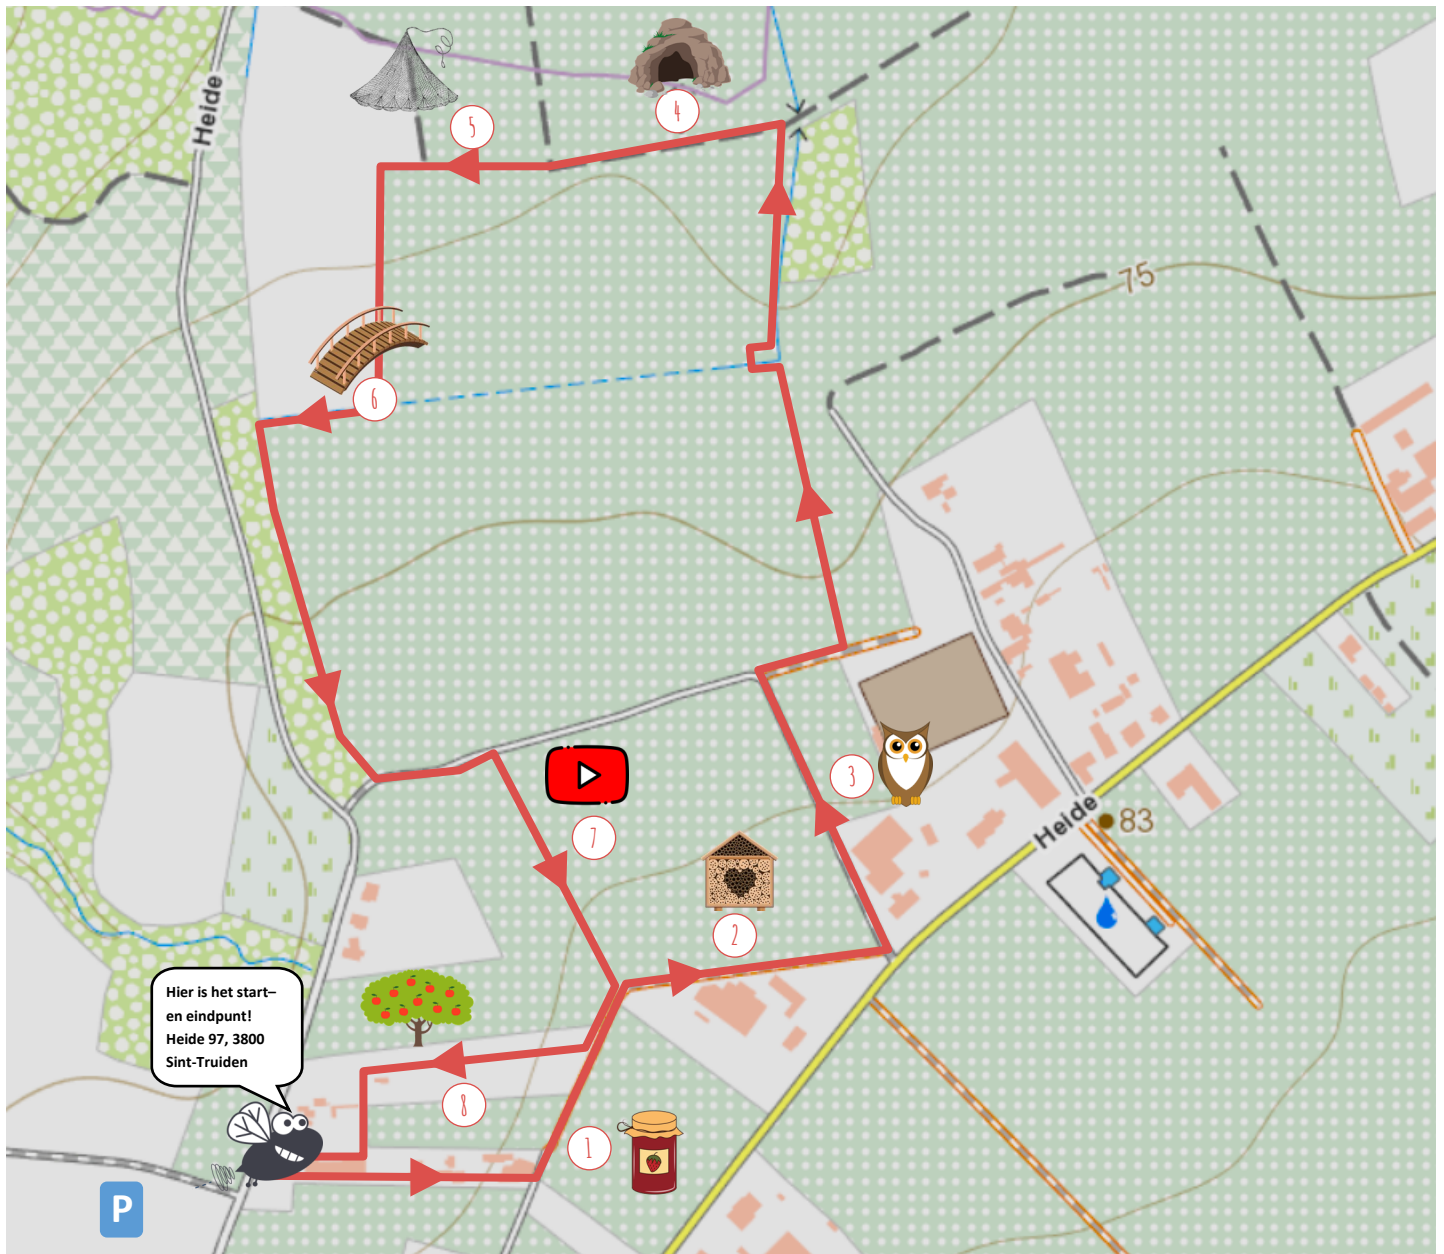 Heide
4
5
75
6
3
Heide
83
7
2
Hier is het start–
en eindpunt!
Heide 97, 3800
Sint-Truiden
8
1
P